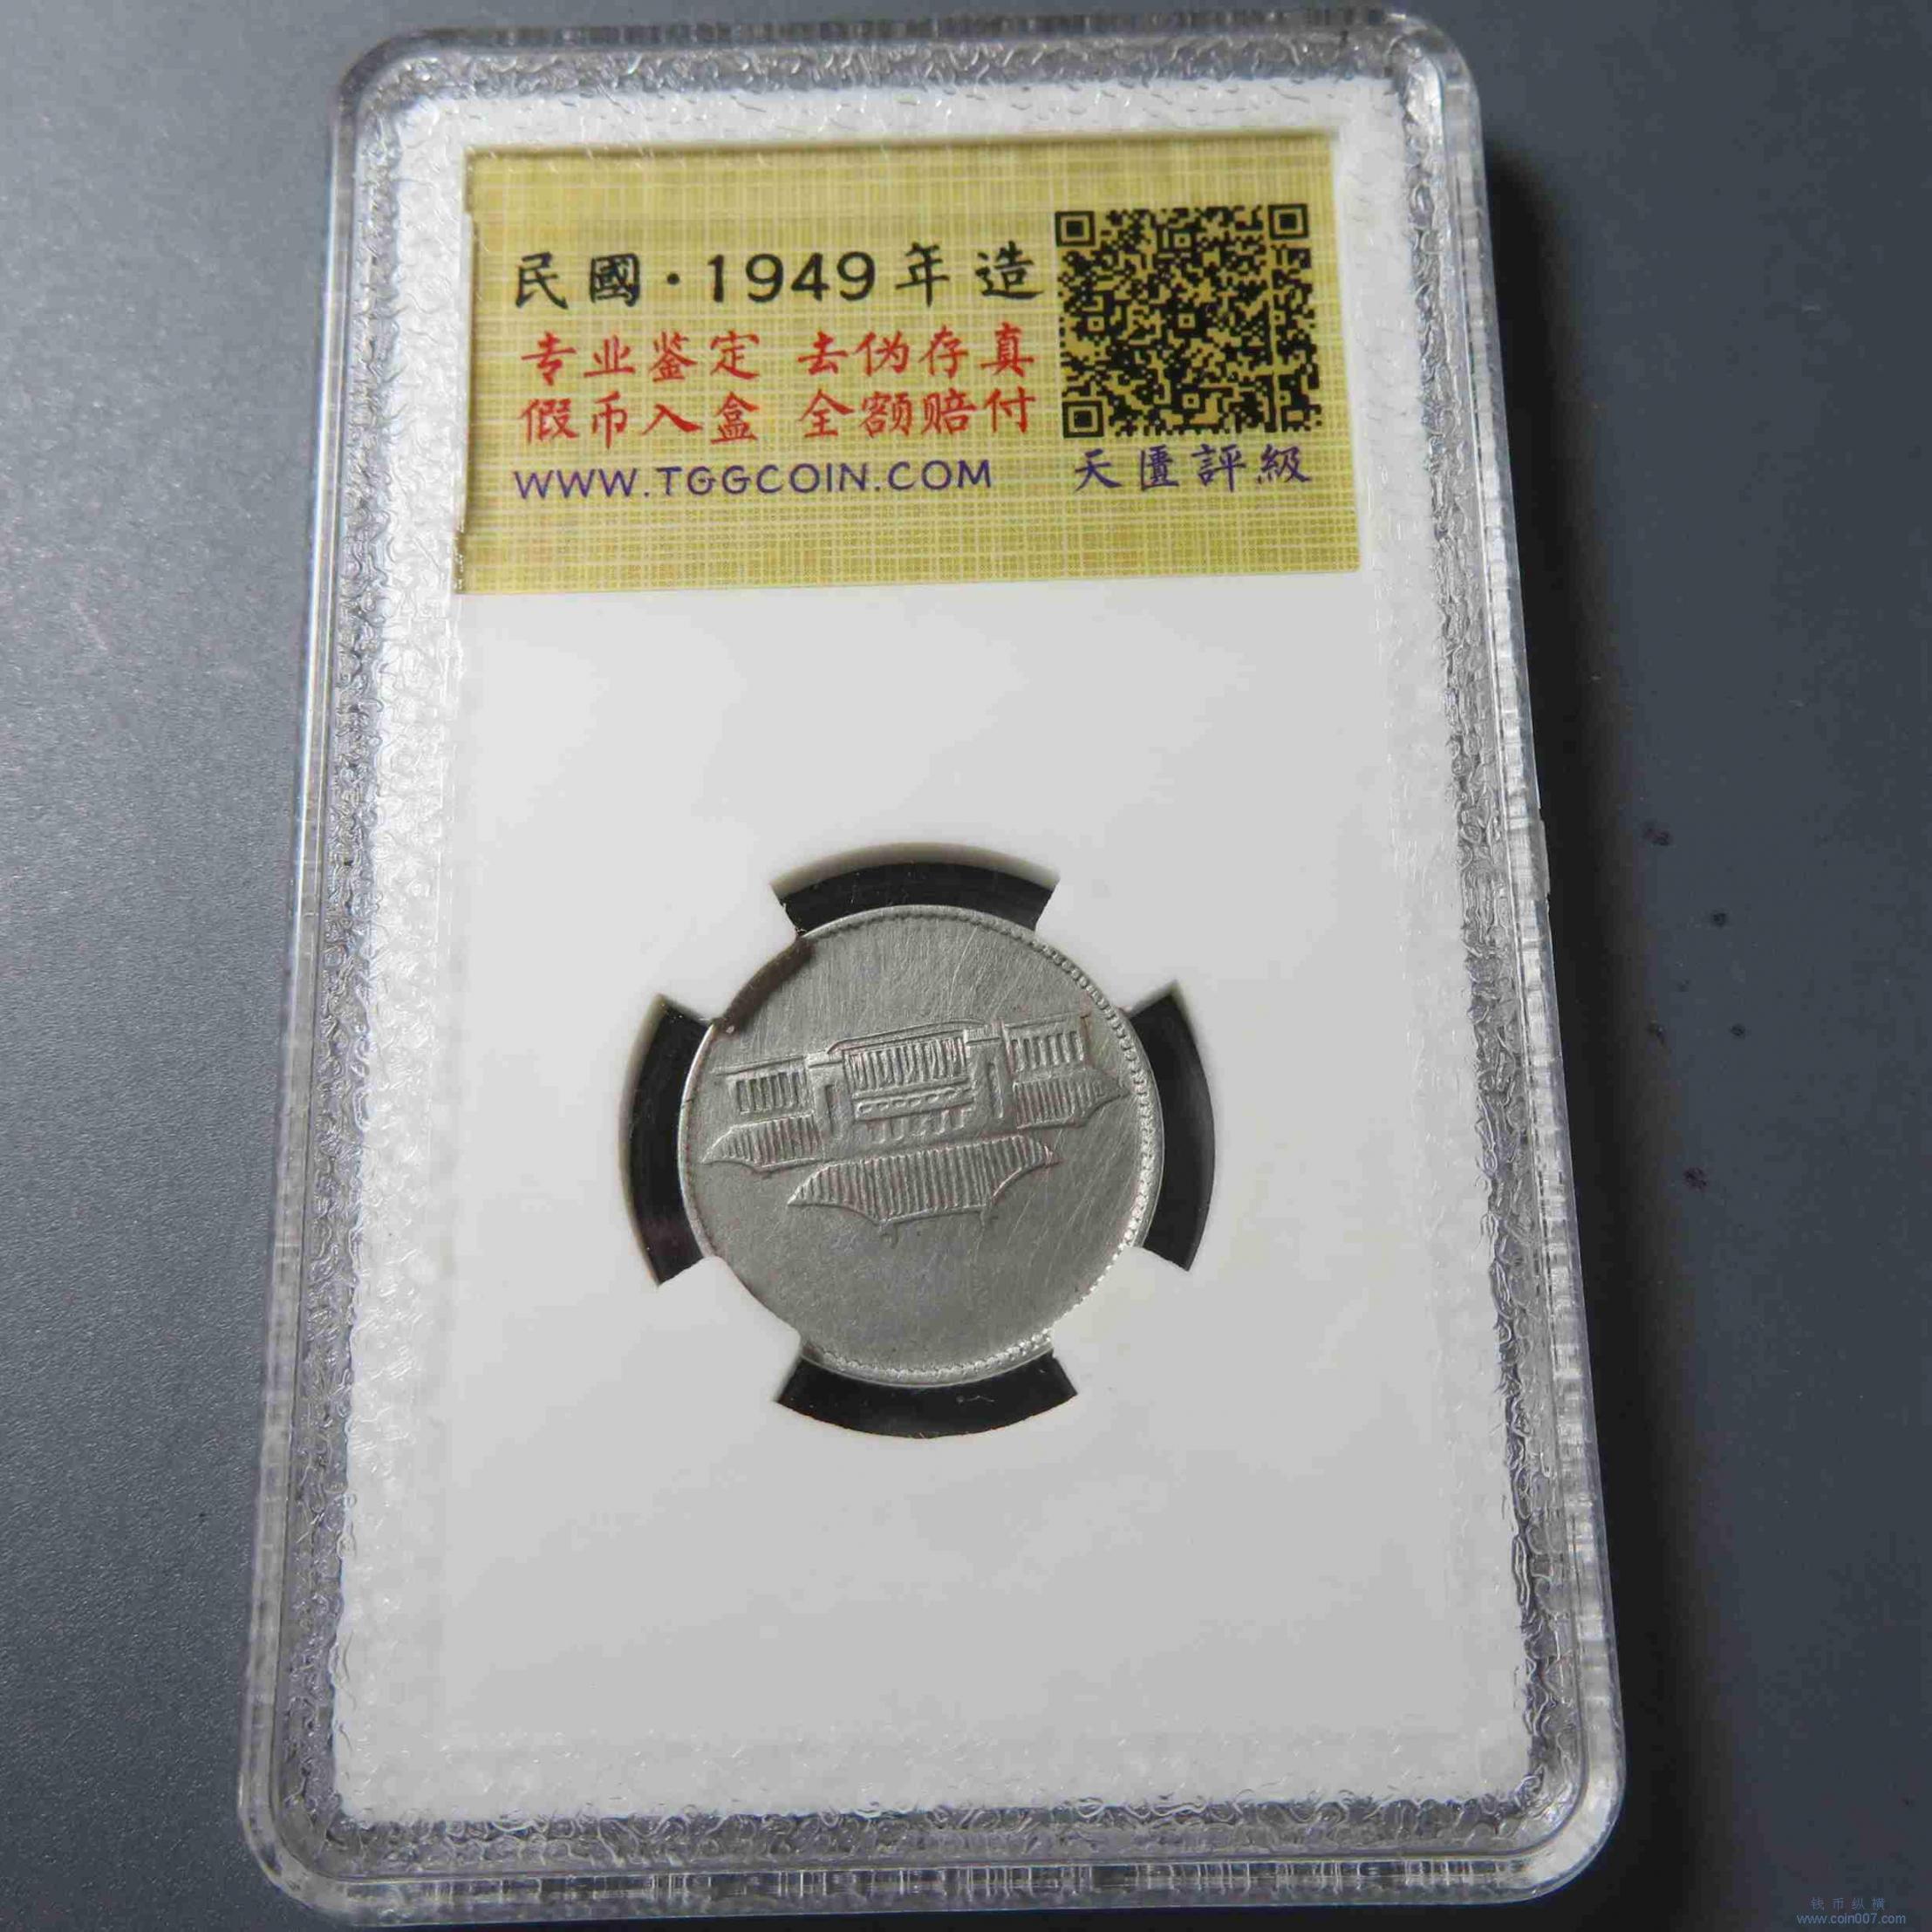 民國·1949年造
专业鉴定 去伪存真
假币入盒 全额赔付
WWW.TGGCOIN.COM
天匱評級
钱币纵横
www.coin007.com